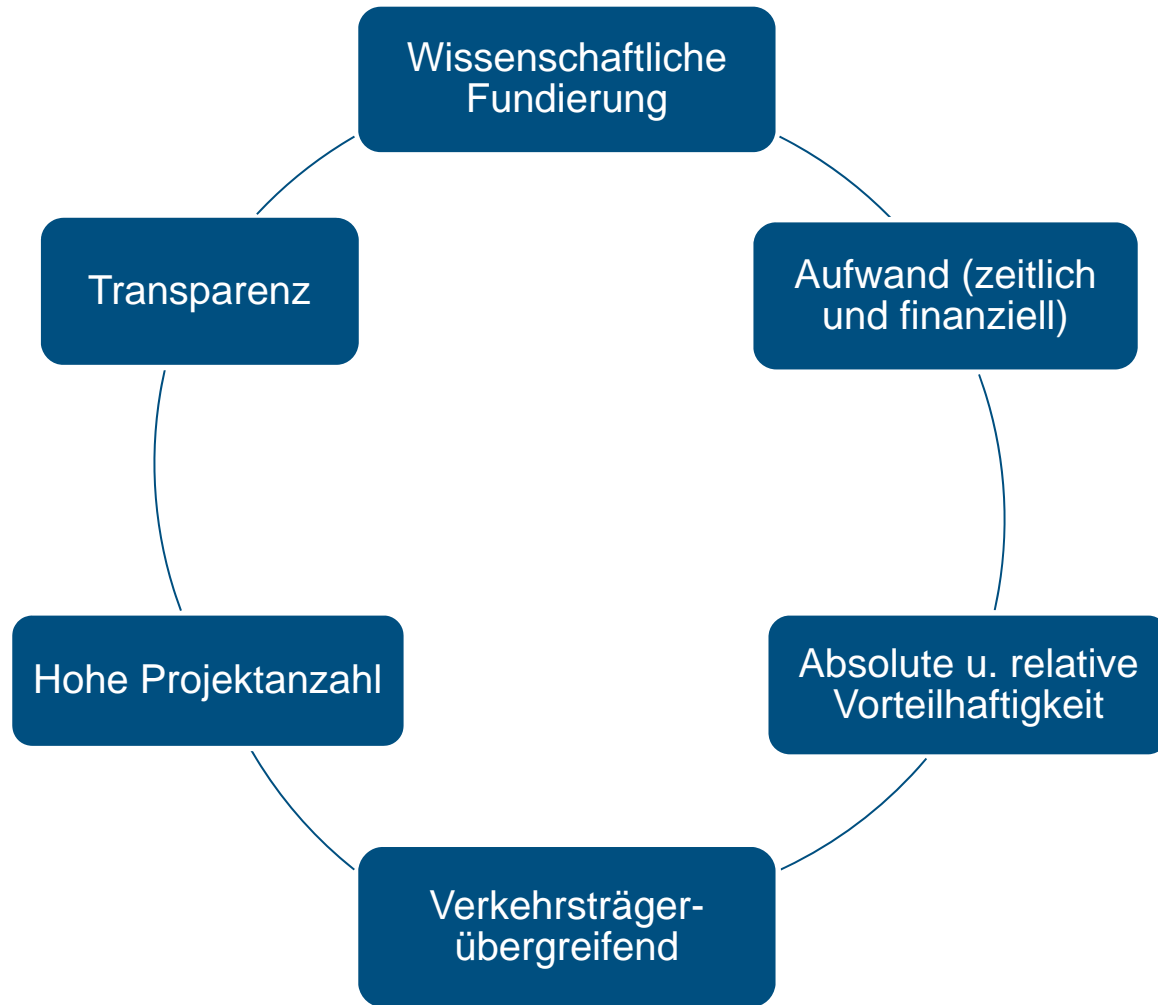 Wissenschaftliche
Fundierung
Transparenz
Aufwand (zeitlich
und finanziell)
Hohe Projektanzahl
Absolute u. relative
Vorteilhaftigkeit
Verkehrsträger-
übergreifend